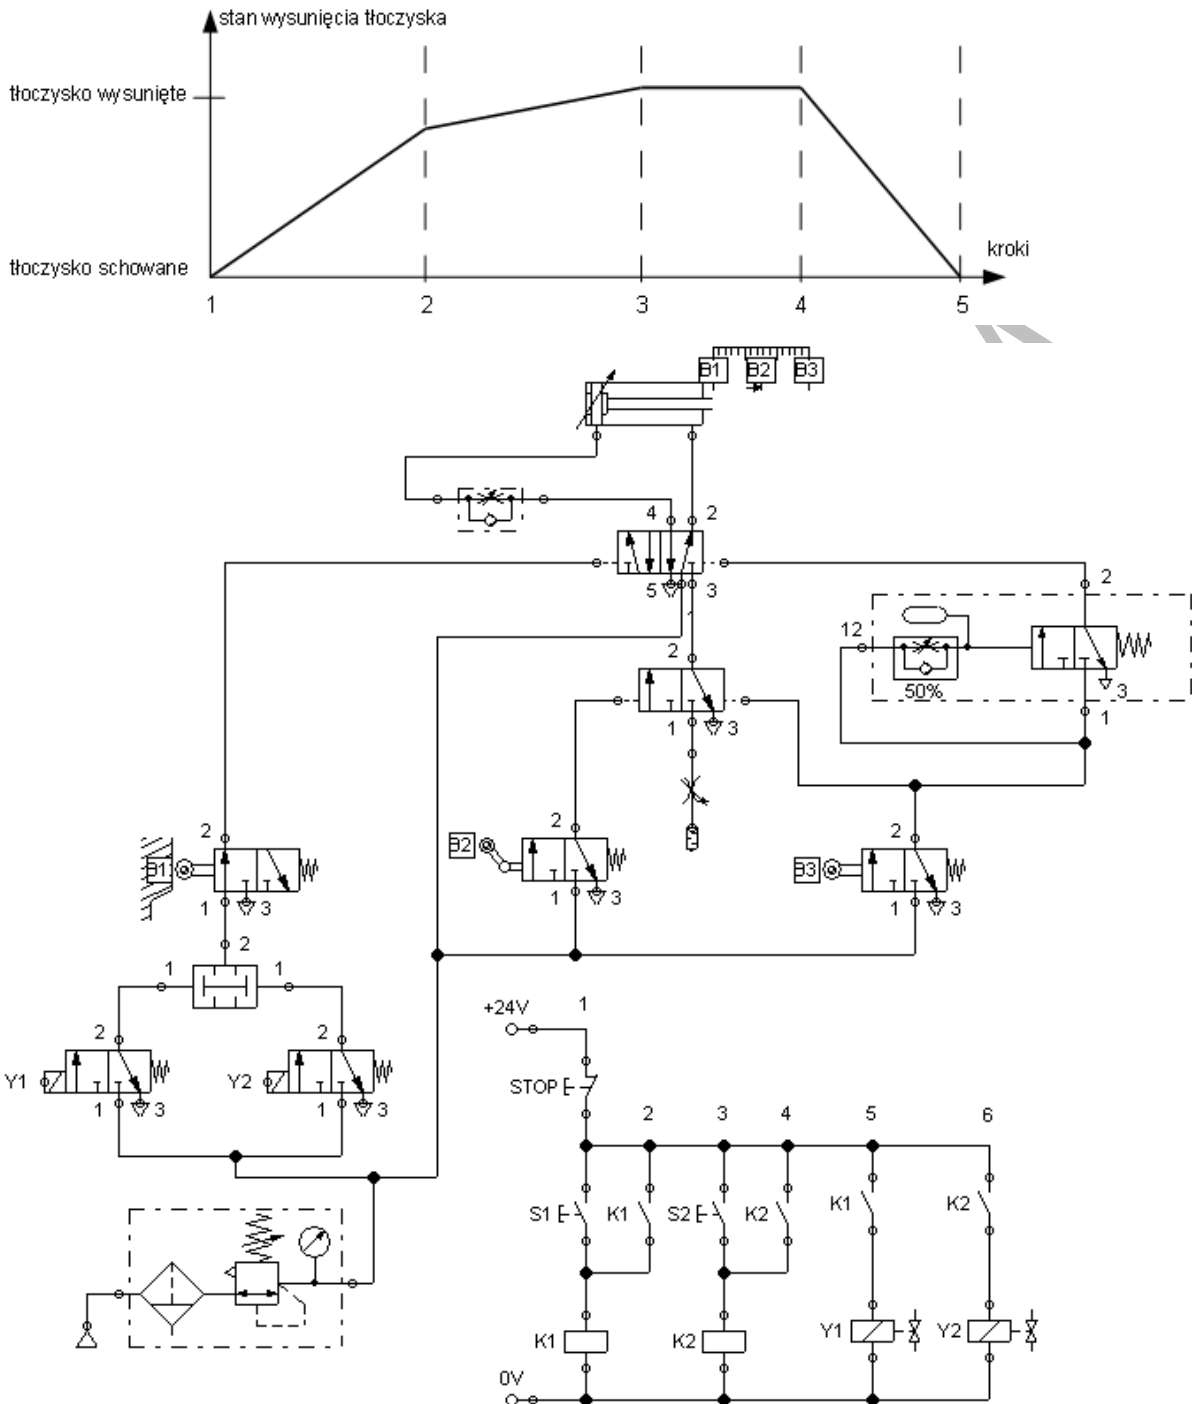 stan wysunięcia tłoczyska
tłoczysko wysunięte
tłoczysko schowane
kroki
1 2 3 4 5
B1 B2 B3
4 2
5 3
1
2
12
50%
3
1
2
1 3
2
B1
1 3
2
B2
1 3
2
B3
1 3
2
1 1
2
Y1
1 3
2
Y2
1 3
+24V
1
STOP
2 3 4 5 6
S1 K1 S2 K2 K1 K2
K1 K2 Y1 Y2
0V